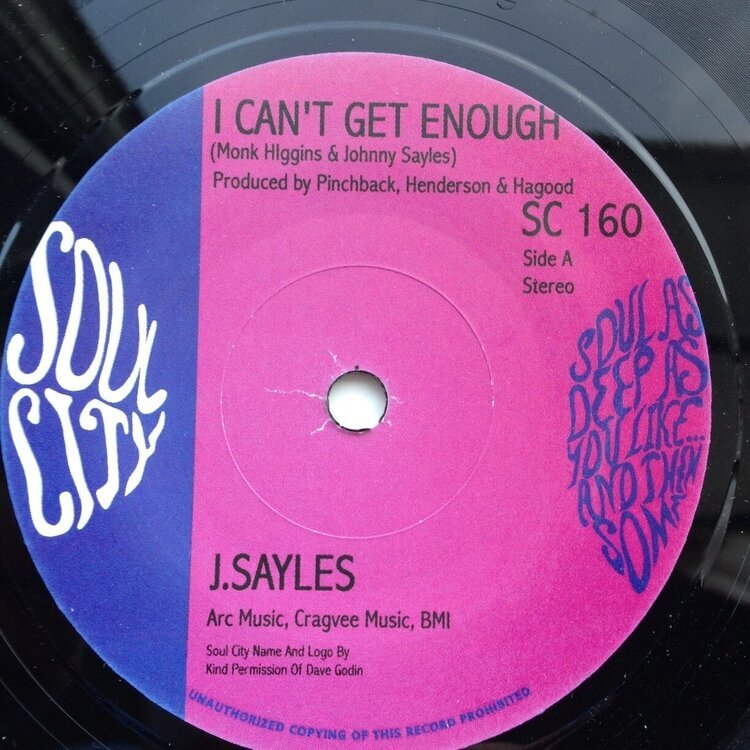 I CAN'T GET ENOUGH
(Monk HIggins & Johnny Sayles)
Produced by Pinchback, Henderson & Hagood
SC 160
Side A
Stereo
SOUL
CITY
SOUL AS
DEEP AS
YOU LIKE...
AND THEN
SOME
J.SAYLES
Arc Music, Cragvee Music, BMI
Soul City Name And Logo By
Kind Permission Of Dave Godin
UNAUTHORIZED COPYING OF THIS RECORD PROHIBITED